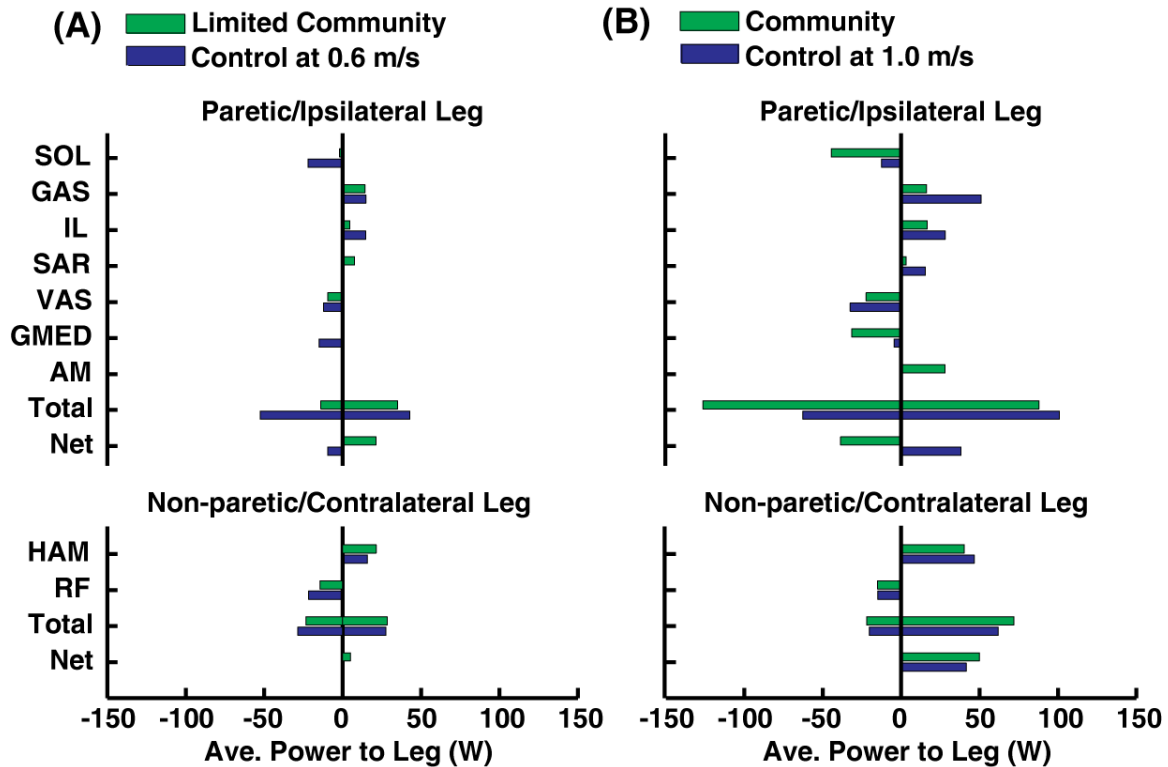 (A)
Limited Community
Control at 0.6 m/s
Paretic/Ipsilateral Leg
SOL
GAS
IL
SAR
VAS
GMED
AM
Total
Net
Non-paretic/Contralateral Leg
HAM
RF
Total
Net
-150 -100 -50 0 50 100 150
Ave. Power to Leg (W)
(B)
Community
Control at 1.0 m/s
Paretic/Ipsilateral Leg
Non-paretic/Contralateral Leg
-150 -100 -50 0 50 100 150
Ave. Power to Leg (W)